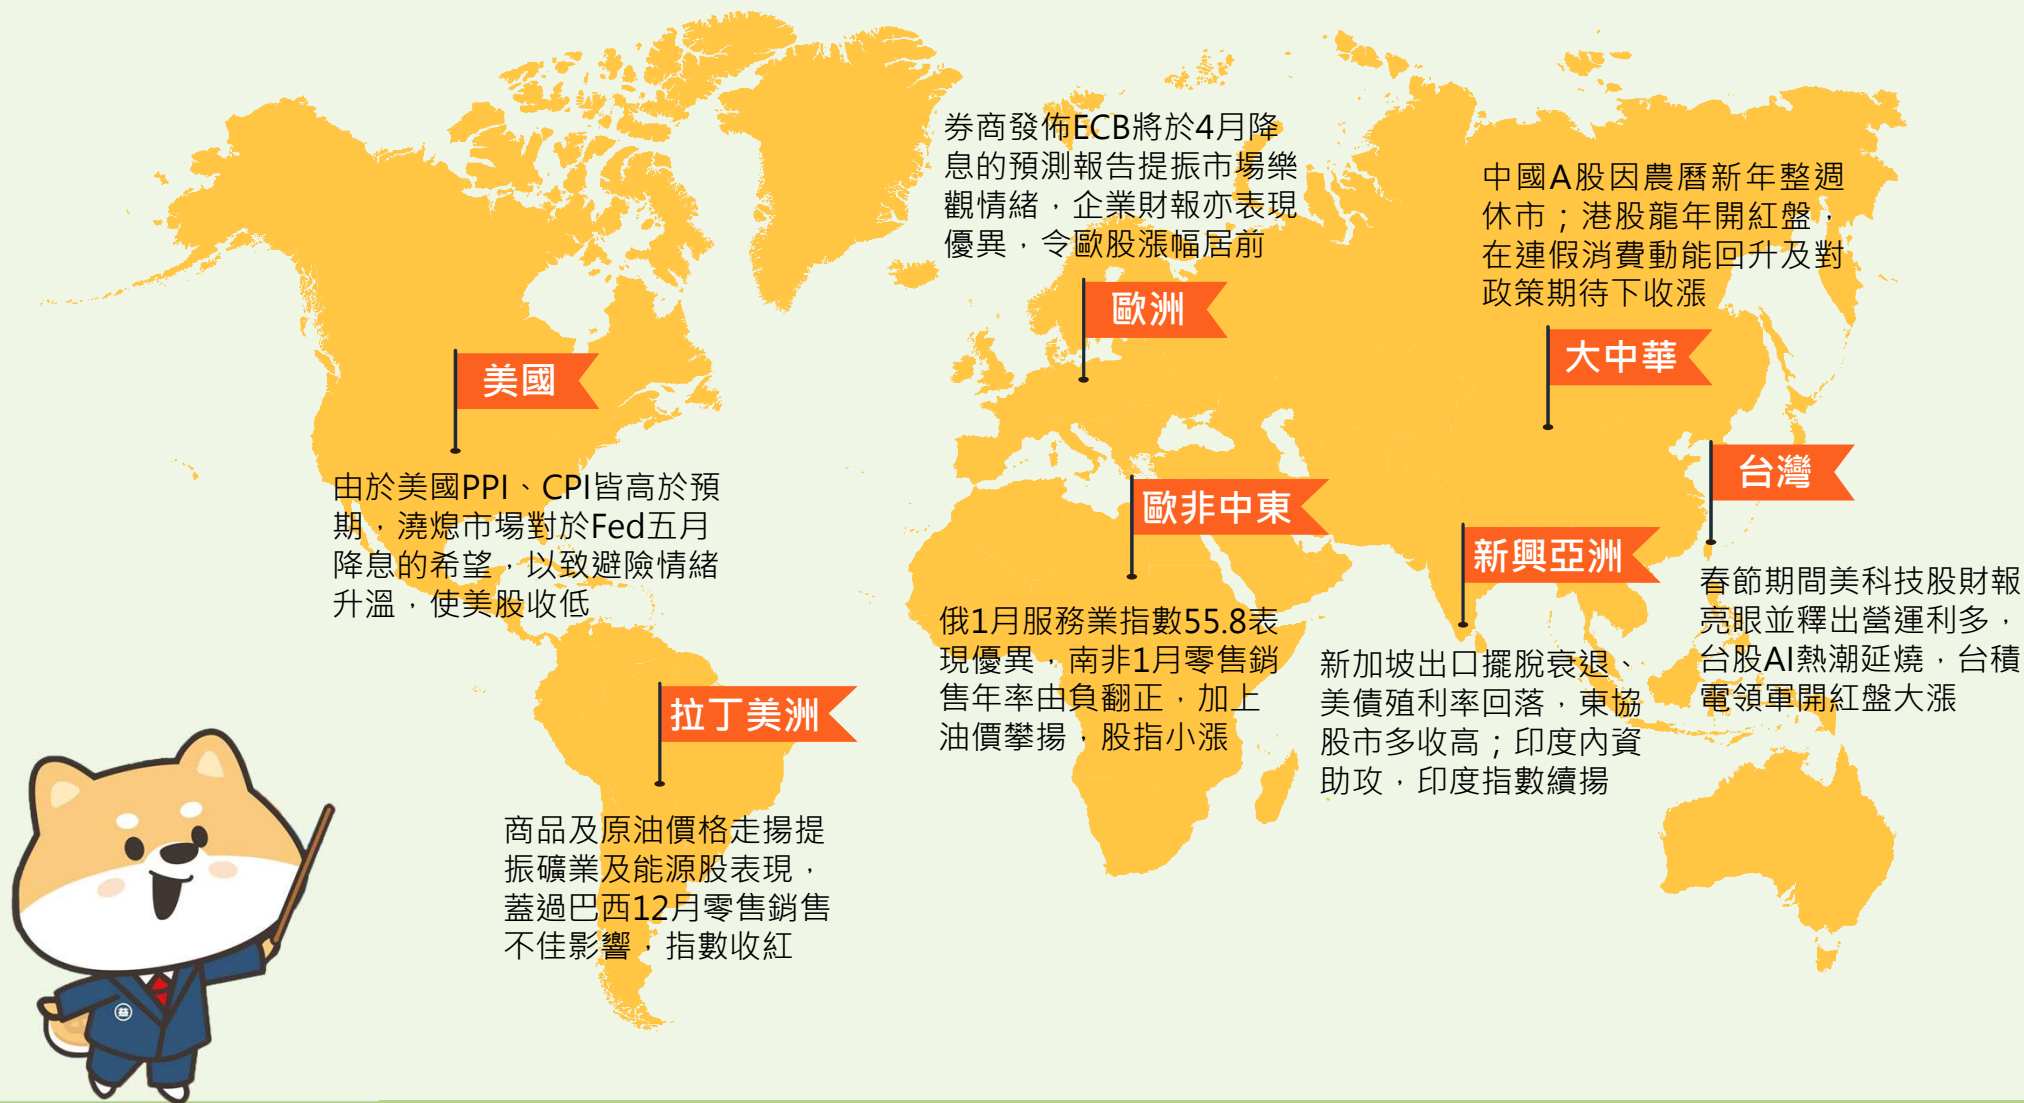 券商發佈ECB將於4月降
息的預測報告提振市場樂
觀情緒，企業財報亦表現
優異，令歐股漲幅居前
歐洲
中國A股因農曆新年整週
休市；港股龍年開紅盤，
在連假消費動能回升及對
政策期待下收漲
大中華
美國
由於美國PPI、CPI皆高於預
期，澆熄市場對於Fed五月
降息的希望，以致避險情緒
升溫，使美股收低
台灣
春節期間美科技股財報
亮眼並釋出營運利多，
台股AI熱潮延燒，台積
電領軍開紅盤大漲
歐非中東
俄1月服務業指數55.8表
現優異，南非1月零售銷
售年率由負翻正，加上
油價攀揚，股指小漲
新興亞洲
新加坡出口擺脫衰退、
美債殖利率回落，東協
股市多收高；印度內資
助攻，印度指數續揚
拉丁美洲
商品及原油價格走揚提
振礦業及能源股表現，
蓋過巴西12月零售銷售
不佳影響，指數收紅
益